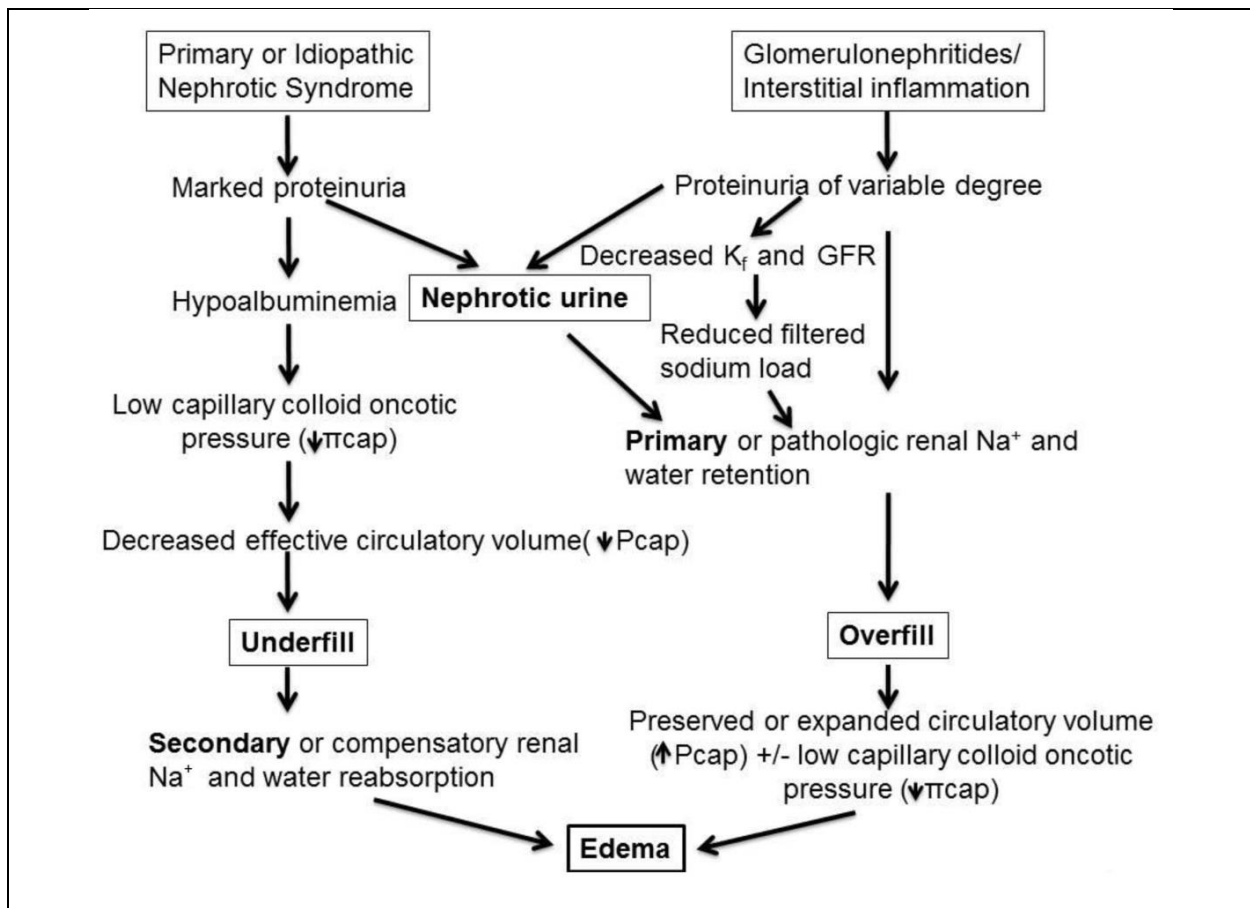 Primary or Idiopathic
Nephrotic Syndrome
Glomerulonephritides/
Interstitial inflammation
Marked proteinuria
Proteinuria of variable degree
Decreased Kf and GFR
Hypoalbuminemia
Nephrotic urine
Reduced filtered
sodium load
Low capillary colloid oncotic
pressure (↓πcap)
Primary or pathologic renal Na⁺ and
water retention
Decreased effective circulatory volume( ↓Pcap)
Underfill
Overfill
Secondary or compensatory renal
Na⁺ and water reabsorption
Preserved or expanded circulatory volume
(↑Pcap) +/- low capillary colloid oncotic
pressure (↓πcap)
Edema